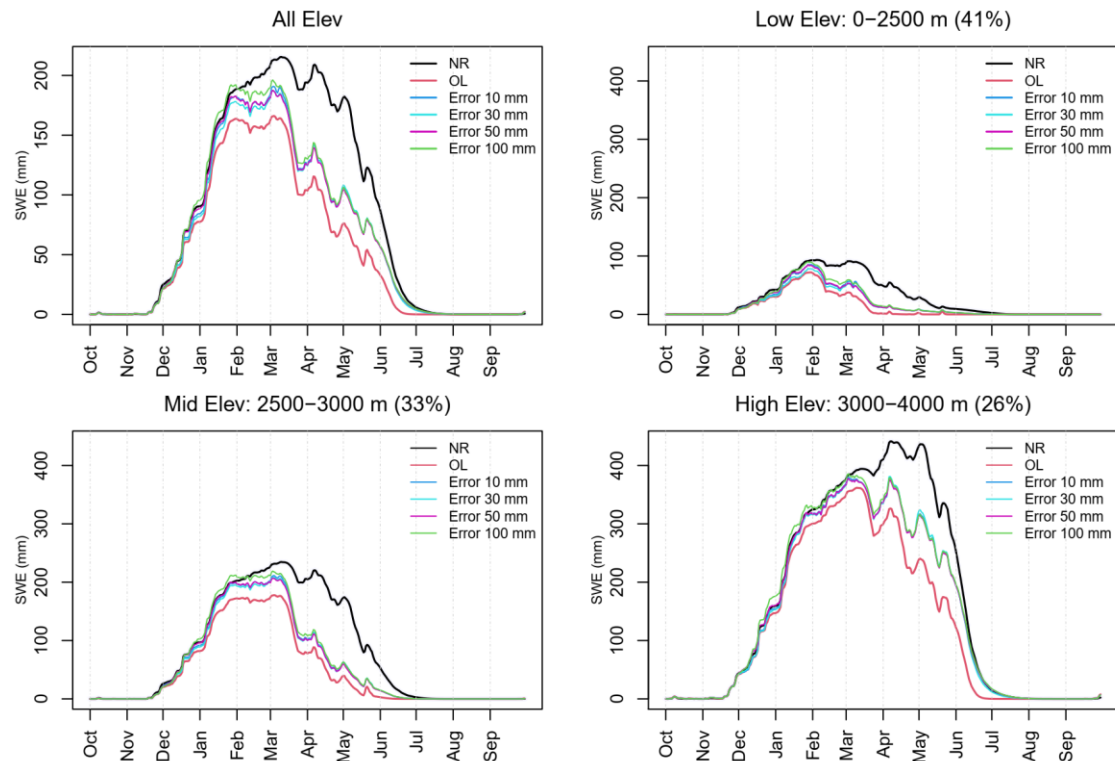 All Elev
SWE (mm)
0 50 100 150 200
NR
OL
Error 10 mm
Error 30 mm
Error 50 mm
Error 100 mm
Oct Nov Dec Jan Feb Mar Apr May Jun Jul Aug Sep
Low Elev: 0−2500 m (41%)
SWE (mm)
0 100 200 300 400
NR
OL
Error 10 mm
Error 30 mm
Error 50 mm
Error 100 mm
Oct Nov Dec Jan Feb Mar Apr May Jun Jul Aug Sep
Mid Elev: 2500−3000 m (33%)
SWE (mm)
0 100 200 300 400
NR
OL
Error 10 mm
Error 30 mm
Error 50 mm
Error 100 mm
Oct Nov Dec Jan Feb Mar Apr May Jun Jul Aug Sep
High Elev: 3000−4000 m (26%)
SWE (mm)
0 100 200 300 400
NR
OL
Error 10 mm
Error 30 mm
Error 50 mm
Error 100 mm
Oct Nov Dec Jan Feb Mar Apr May Jun Jul Aug Sep